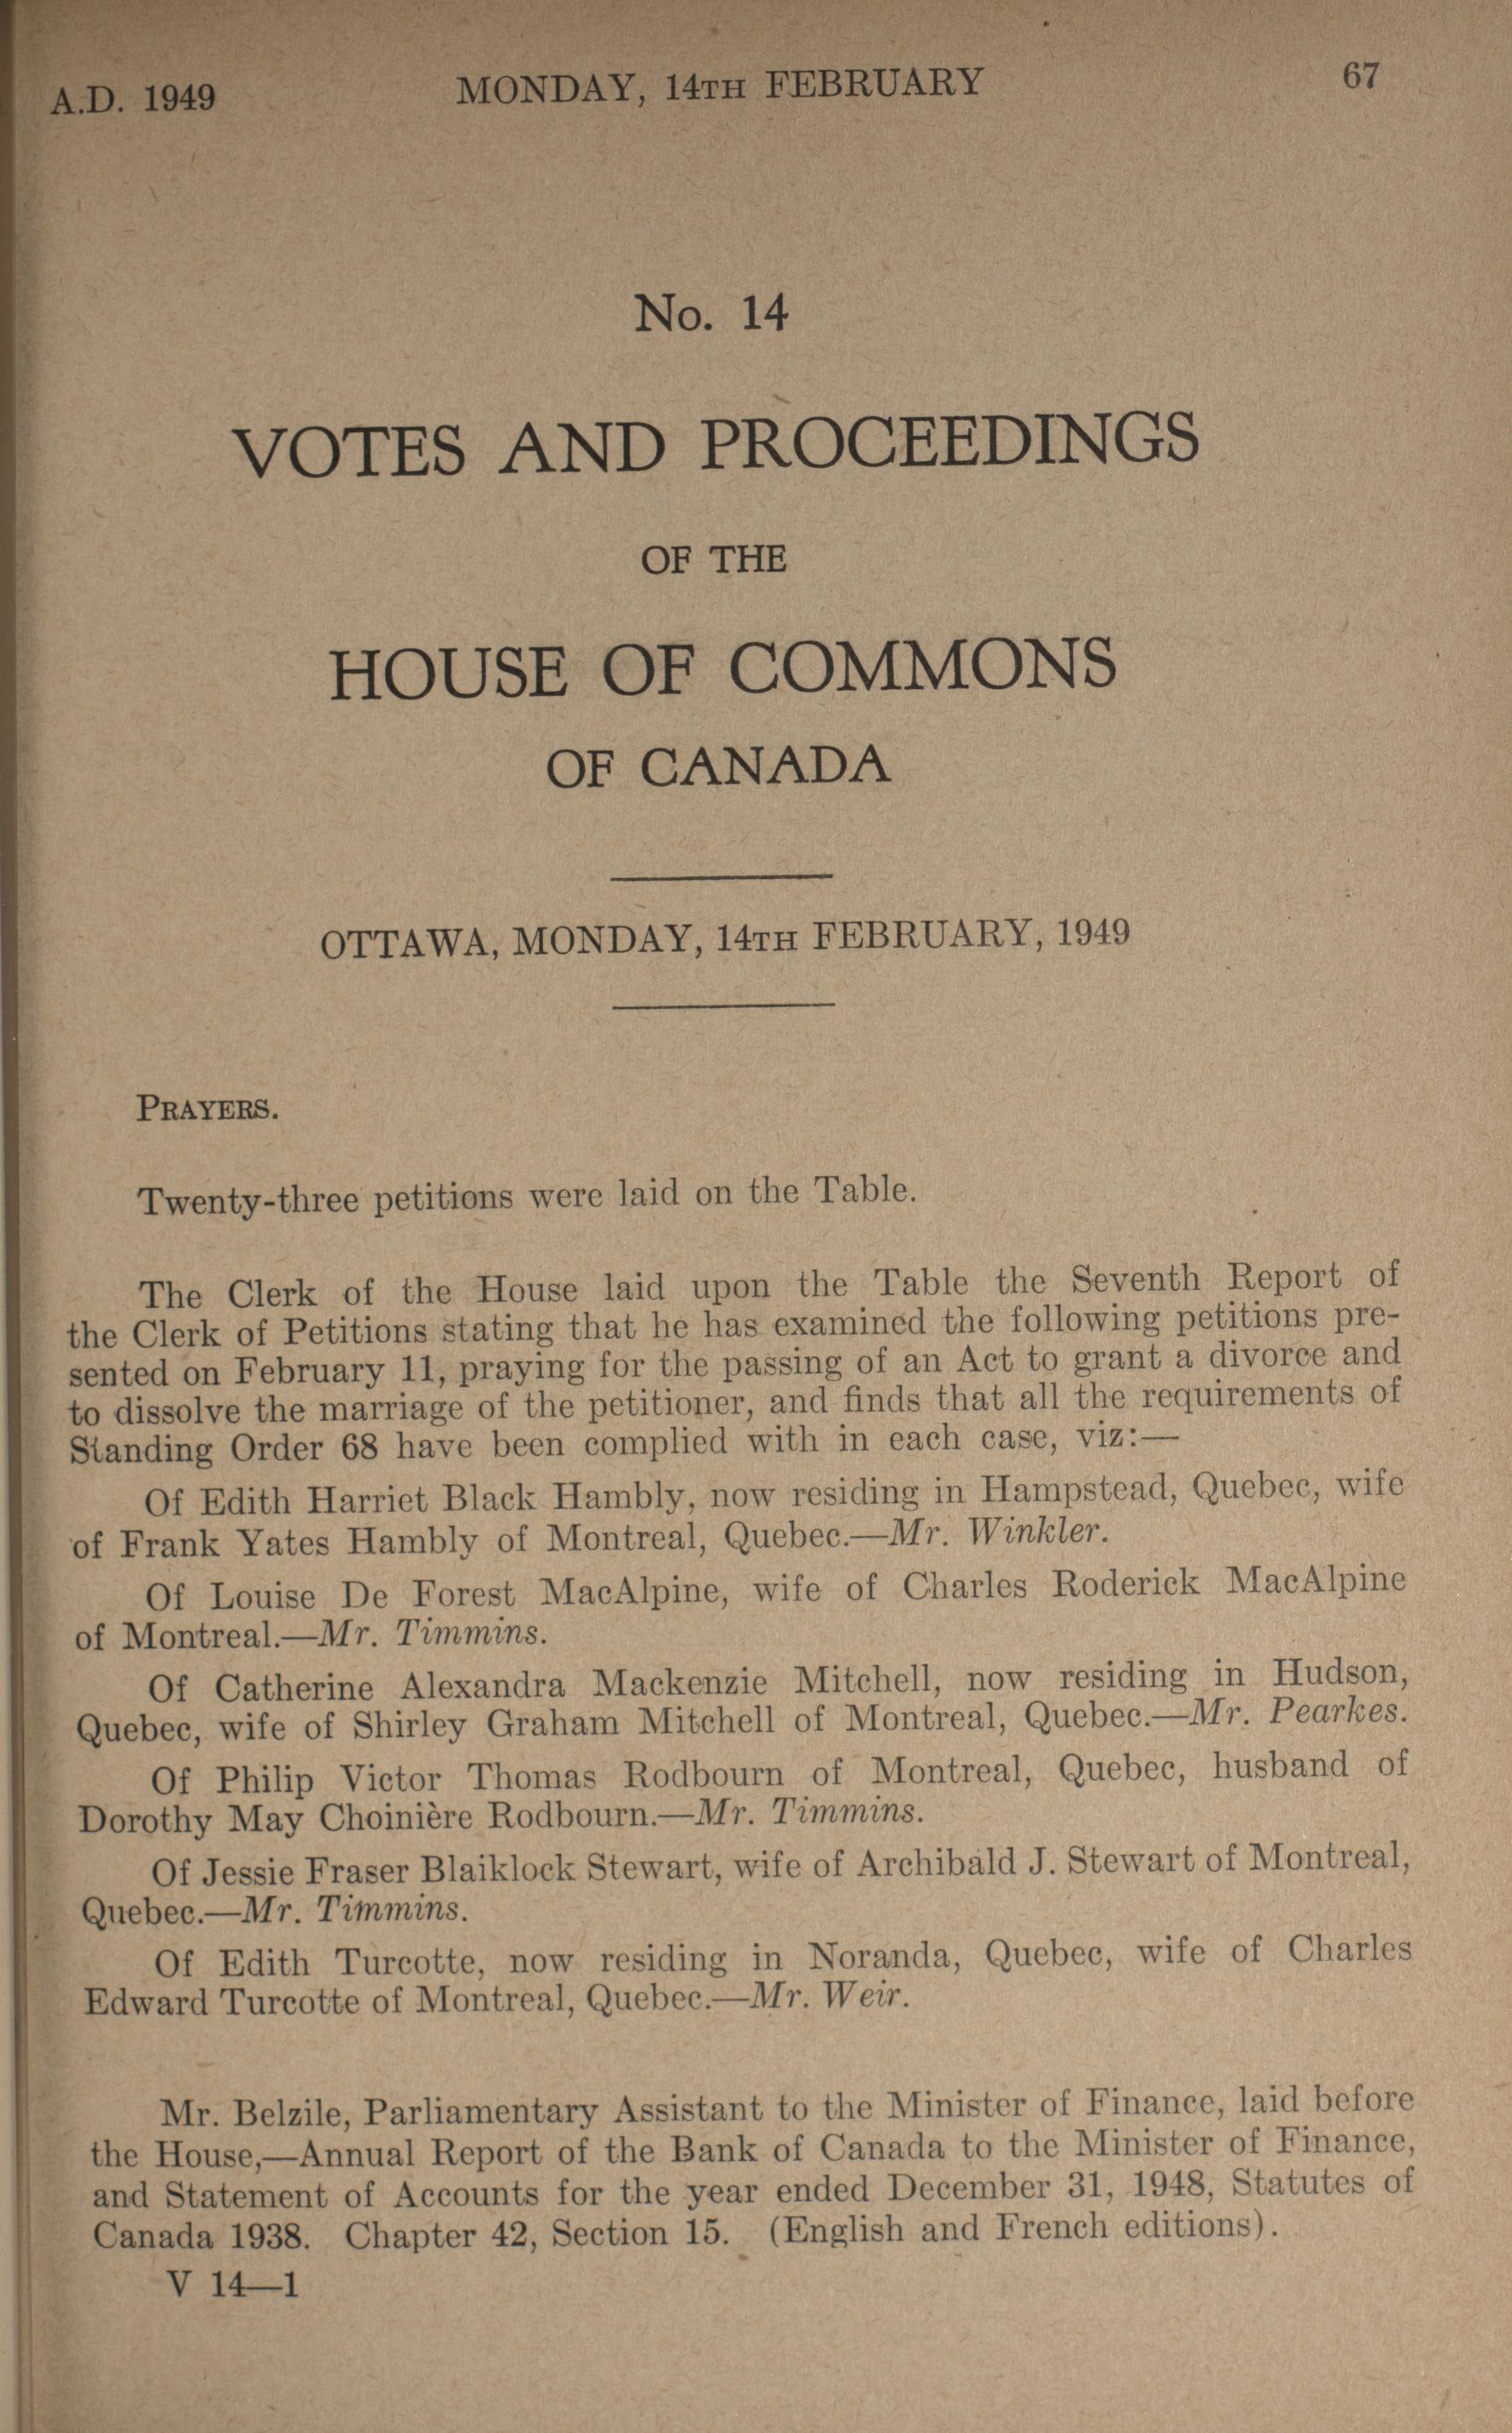 A.D. 1949 MONDAY, 14TH FEBRUARY 67
No. 14
VOTES AND PROCEEDINGS
OF THE
HOUSE OF COMMONS
OF CANADA
OTTAWA, MONDAY, 14TH FEBRUARY, 1949
PRAYERS.
Twenty-three petitions were laid on the Table.
The Clerk of the House laid upon the Table the Seventh Report of
the Clerk of Petitions stating that he has examined the following petitions pre-
sented on February 11, praying for the passing of an Act to grant a divorce and
to dissolve the marriage of the petitioner, and finds that all the requirements of
Standing Order 68 have been complied with in each case, viz:—
Of Edith Harriet Black Hambly, now residing in Hampstead, Quebec, wife
of Frank Yates Hambly of Montreal, Quebec.—Mr. Winkler.
Of Louise De Forest MacAlpine, wife of Charles Roderick MacAlpine
of Montreal.—Mr. Timmins.
Of Catherine Alexandra Mackenzie Mitchell, now residing in Hudson,
Quebec, wife of Shirley Graham Mitchell of Montreal, Quebec.—Mr. Pearkes.
Of Philip Victor Thomas Rodbourn of Montreal, Quebec, husband of
Dorothy May Choinière Rodbourn.—Mr. Timmins.
Of Jessie Fraser Blaiklock Stewart, wife of Archibald J. Stewart of Montreal,
Quebec.—Mr. Timmins.
Of Edith Turcotte, now residing in Noranda, Quebec, wife of Charles
Edward Turcotte of Montreal, Quebec.—Mr. Weir.
Mr. Belzile, Parliamentary Assistant to the Minister of Finance, laid before
the House,—Annual Report of the Bank of Canada to the Minister of Finance,
and Statement of Accounts for the year ended December 31, 1948, Statutes of
Canada 1938. Chapter 42, Section 15. (English and French editions).
V 14—1